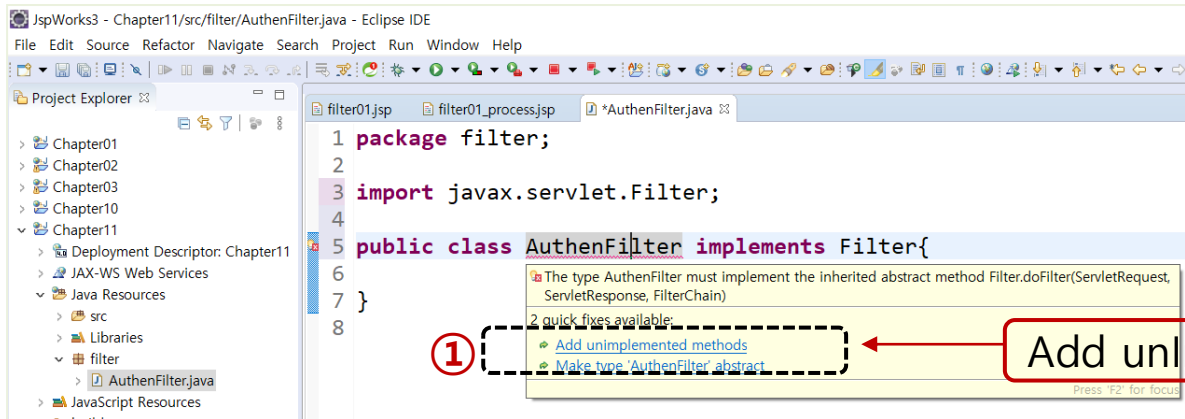 JspWorks3 - Chapter11/src/filter/AuthenFilter.java - Eclipse IDE
File Edit Source Refactor Navigate Search Project Run Window Help
Project Explorer
Chapter01
Chapter02
Chapter03
Chapter10
Chapter11
Deployment Descriptor: Chapter11
JAX-WS Web Services
Java Resources
src
Libraries
filter
AuthenFilter.java
JavaScript Resources
filter01.jsp filter01_process.jsp *AuthenFilter.java
1 package filter;
2
3 import javax.servlet.Filter;
4
5 public class AuthenFilter implements Filter{
6
7 }
8
The type AuthenFilter must implement the inherited abstract method Filter.doFilter(ServletRequest,
ServletResponse, FilterChain)
2 quick fixes available:
Add unimplemented methods
Make type 'AuthenFilter' abstract
Press 'F2' for focus
①
Add unI